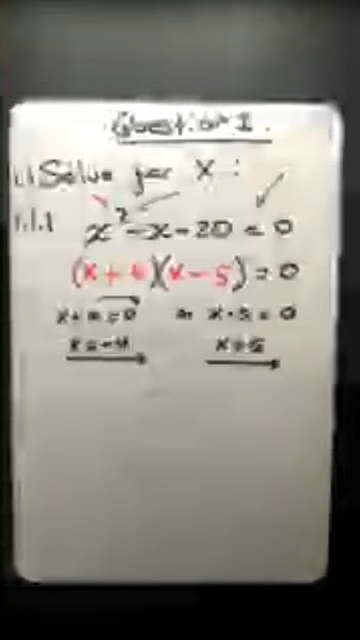 Question 1.
1.1 Solve for X :
1.1.1 x² - x - 20 = 0
(x + 4)(x - 5) = 0
x + 4 = 0 or x - 5 = 0
x = -4 x = 5